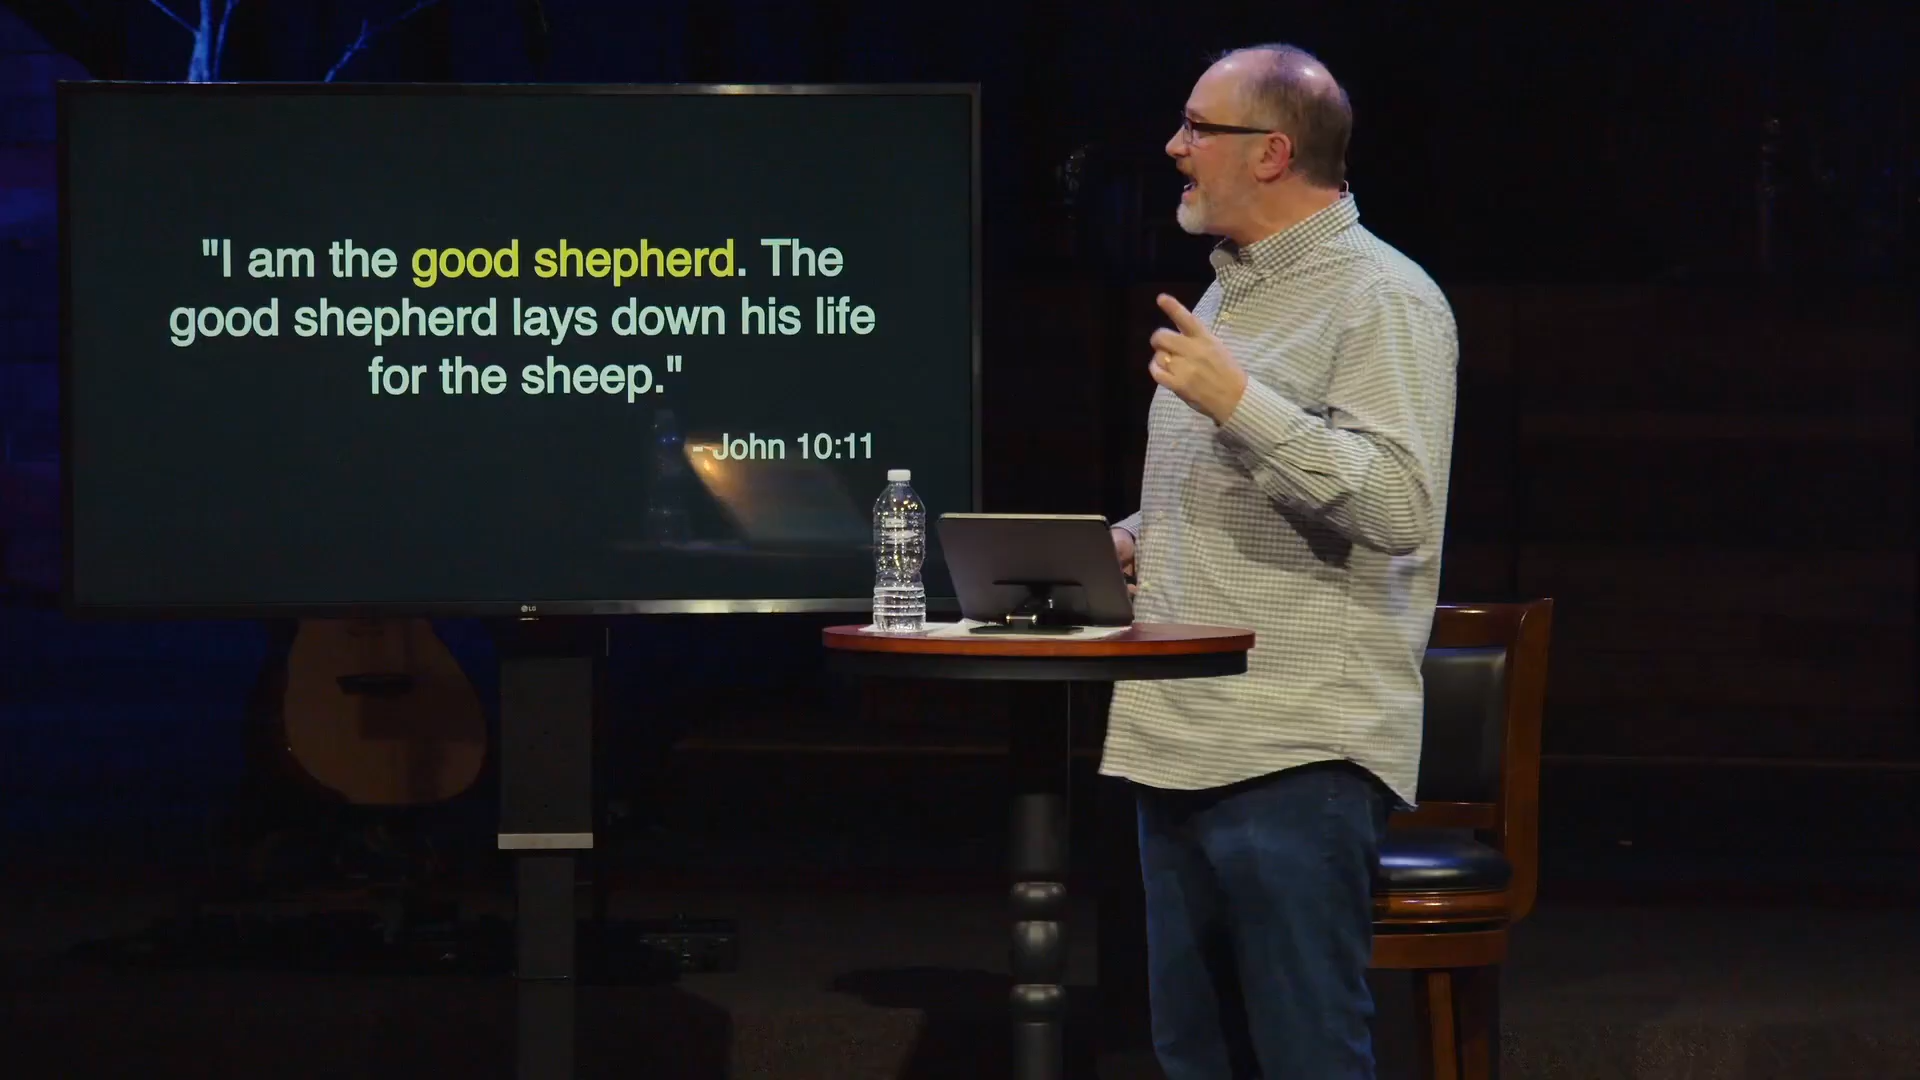 "I am the good shepherd. The
good shepherd lays down his life
for the sheep."
- John 10:11
LG